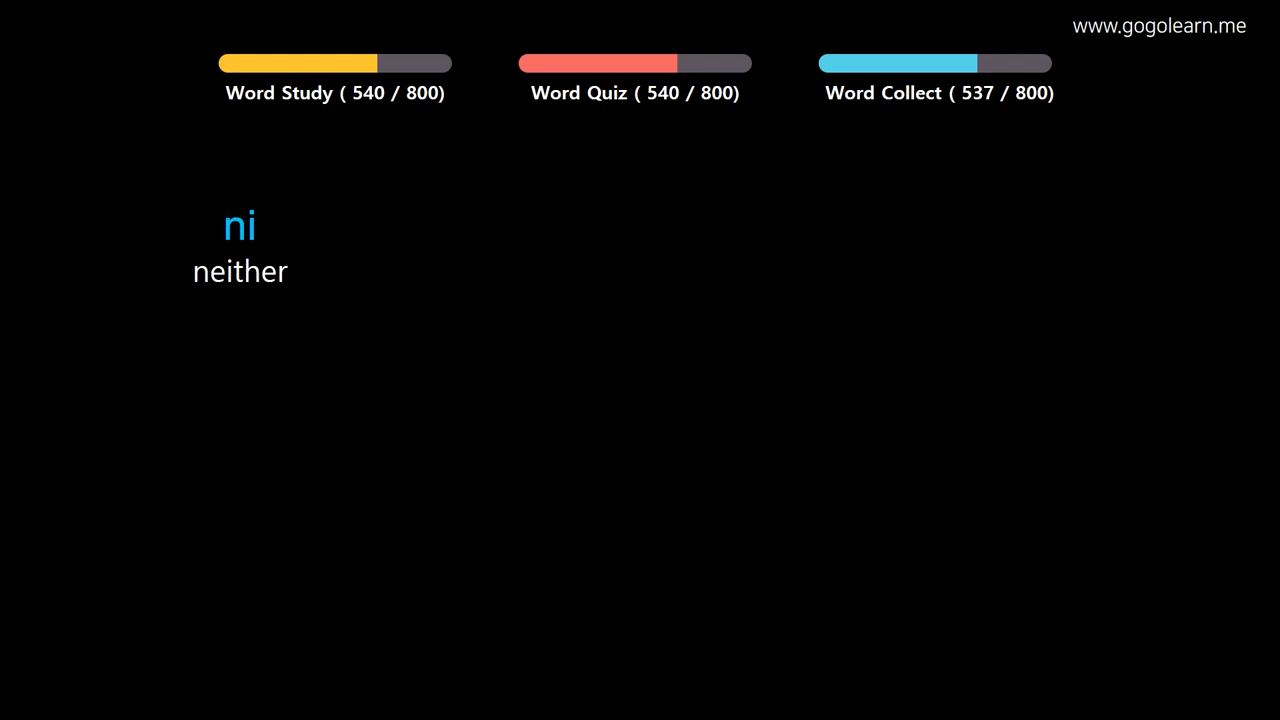 www.gogolearn.me
Word Study ( 540 / 800)
Word Quiz ( 540 / 800)
Word Collect ( 537 / 800)
ni
neither